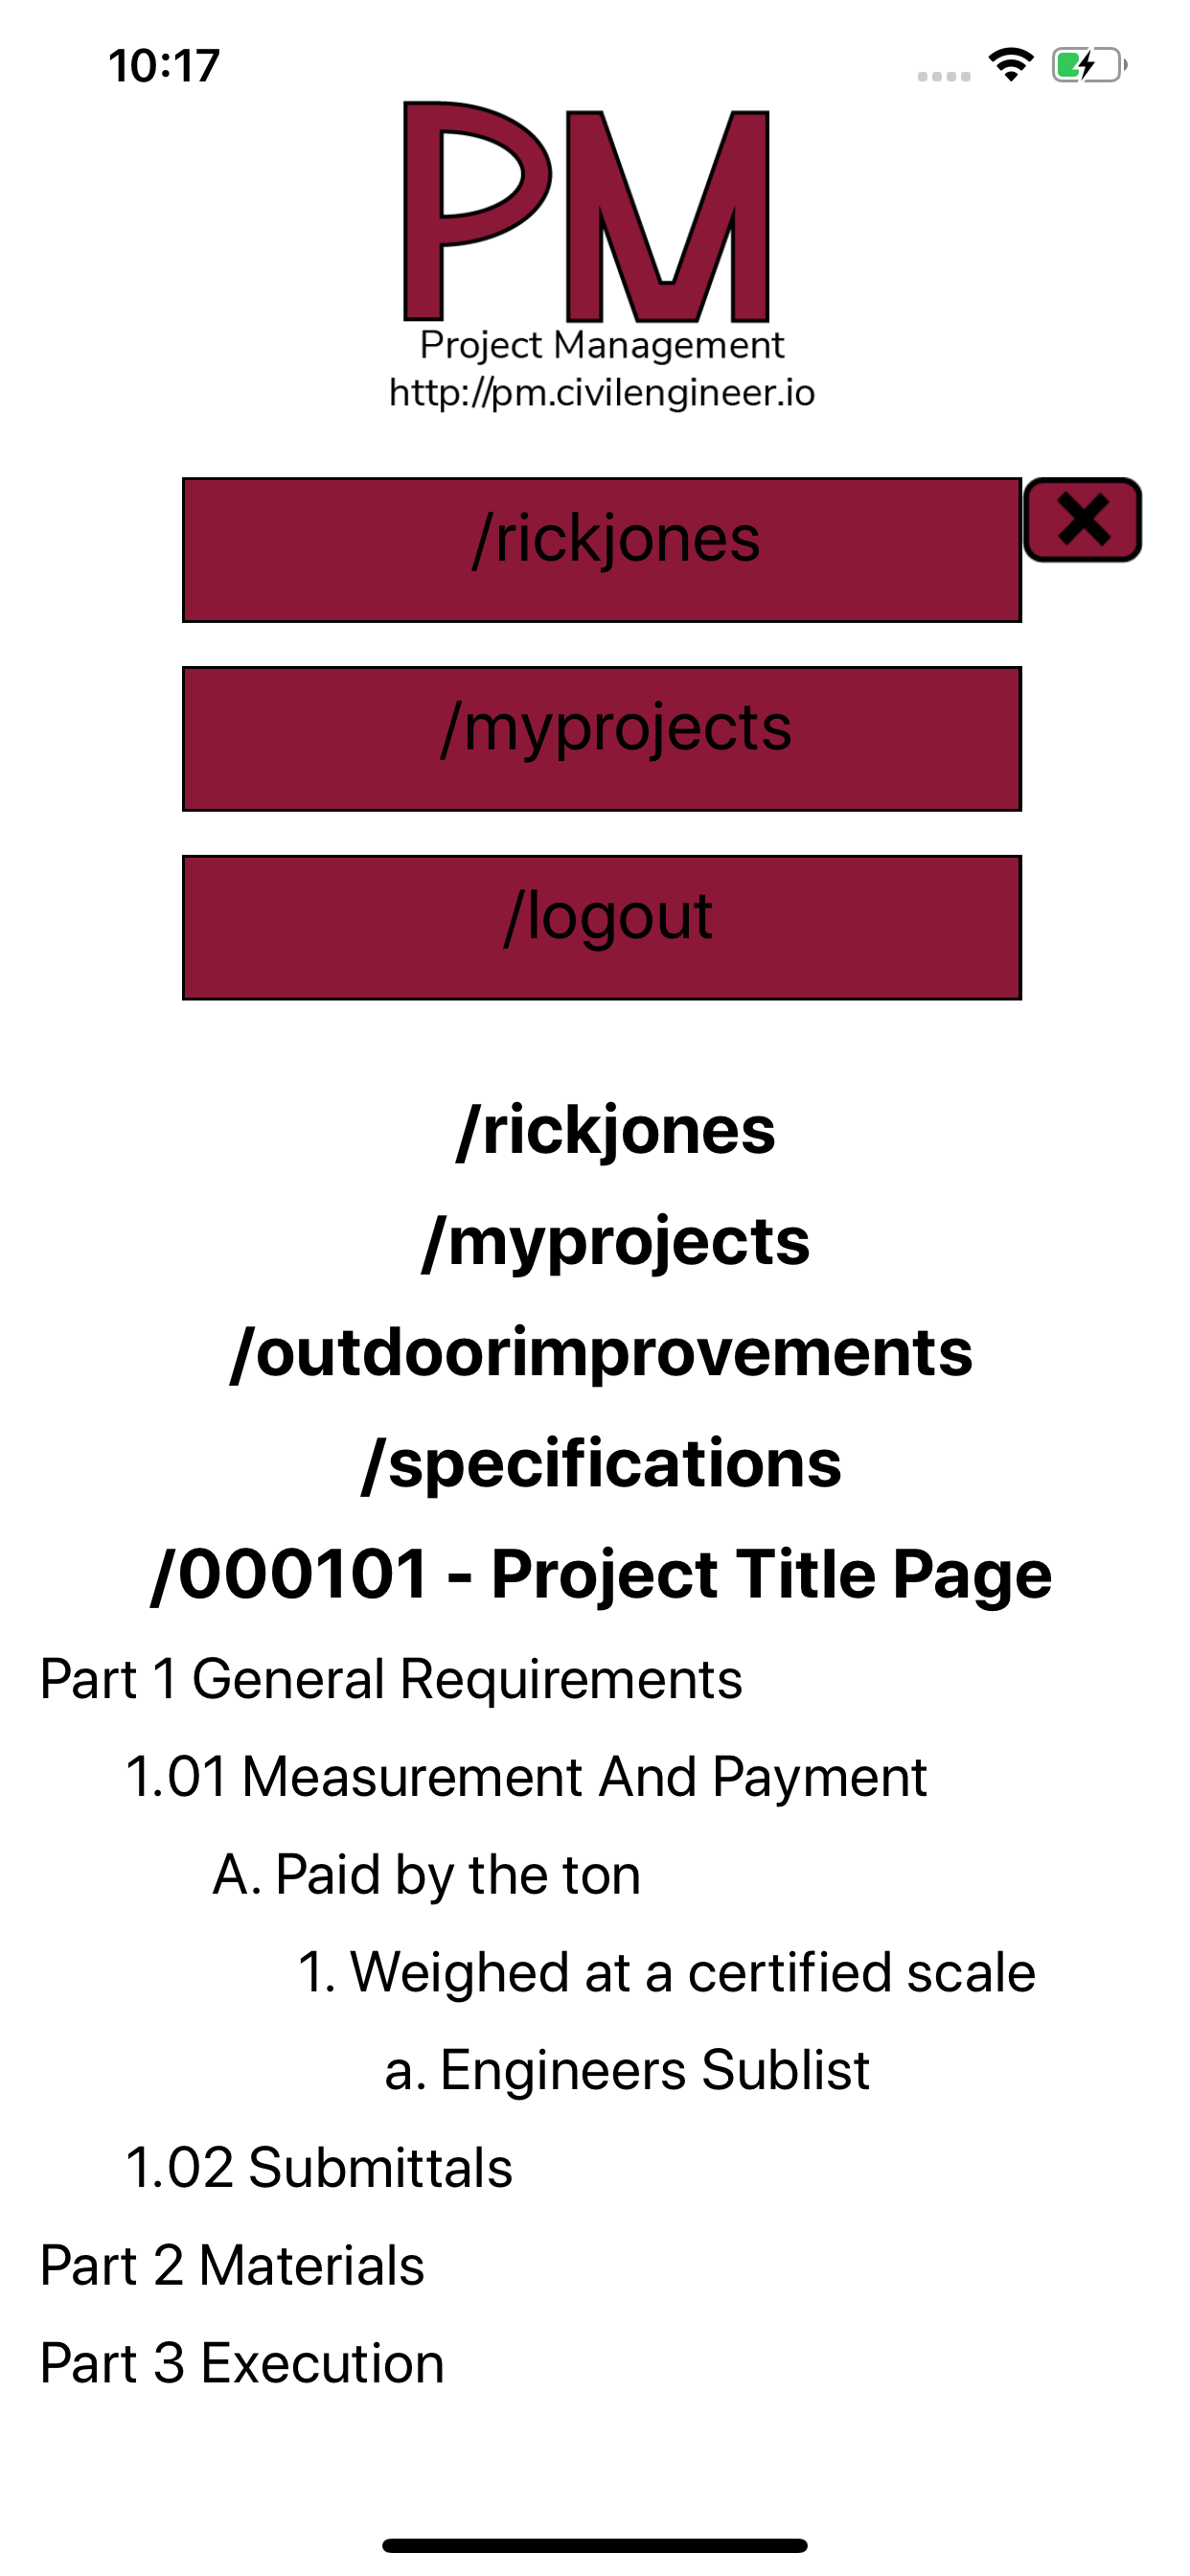 10:17
PM
Project Management
http://pm.civilengineer.io
/rickjones
/myprojects
/logout
/rickjones
/myprojects
/outdoorimprovements
/specifications
/000101 - Project Title Page
Part 1 General Requirements
1.01 Measurement And Payment
A. Paid by the ton
1. Weighed at a certified scale
a. Engineers Sublist
1.02 Submittals
Part 2 Materials
Part 3 Execution